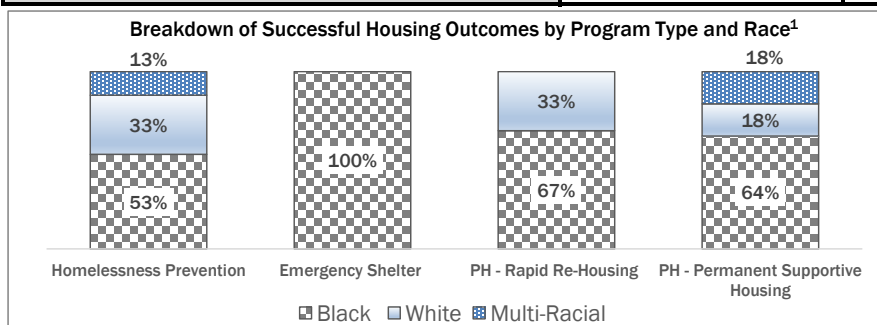 Breakdown of Successful Housing Outcomes by Program Type and Race¹
13%
33%
53%
100%
33%
67%
18%
18%
64%
Homelessness Prevention
Emergency Shelter
PH - Rapid Re-Housing
PH - Permanent Supportive
Housing
Black White Multi-Racial